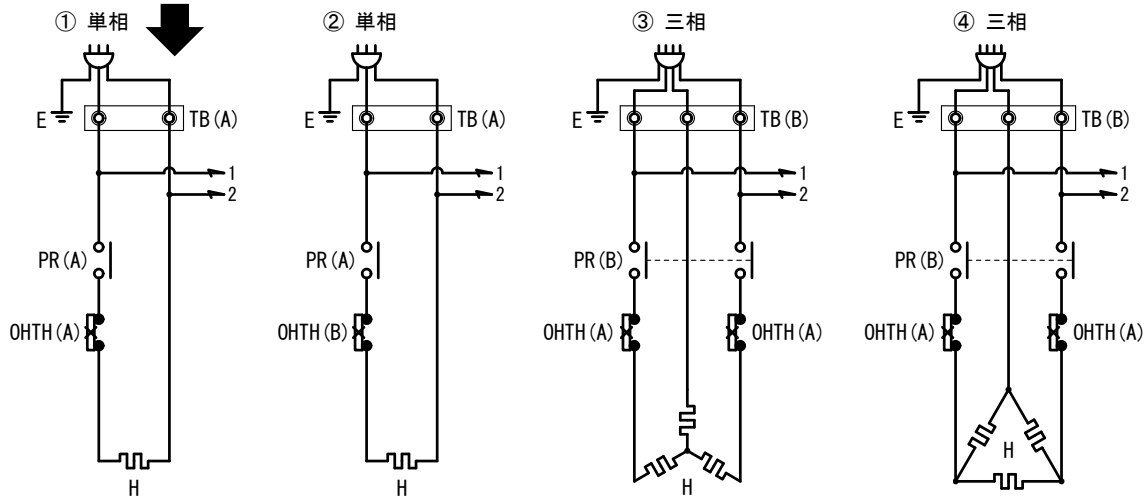 ① 単相 ② 単相 ③ 三相 ④ 三相
E TB(A) E TB(A) E TB(B) E TB(B)
1 1 1 1
2 2 2 2
PR(A) PR(A) PR(B) PR(B)
OHTH(A) OHTH(B) OHTH(A) OHTH(A) OHTH(A) OHTH(A)
H H H H